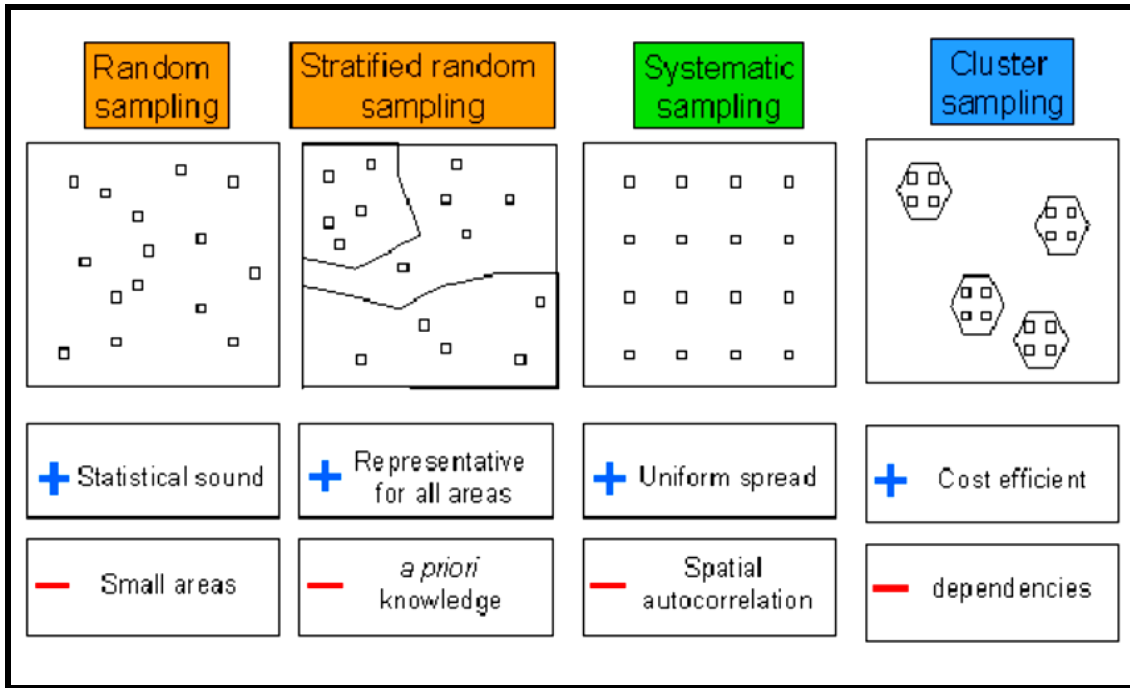 Random
sampling
Stratified random
sampling
Systematic
sampling
Cluster
sampling
+ Statistical sound
+ Representative
for all areas
+ Uniform spread
+ Cost efficient
− Small areas
− a priori
knowledge
− Spatial
autocorrelation
− dependencies